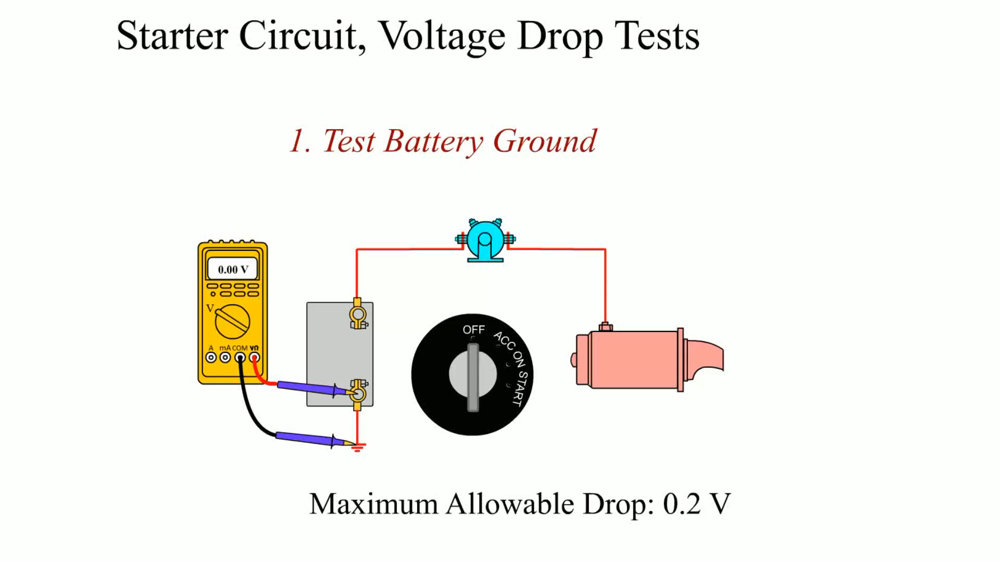 Starter Circuit, Voltage Drop Tests
1. Test Battery Ground
0.00 V
V
A mA COM VΩ
OFF
ACC
ON
START
Maximum Allowable Drop: 0.2 V